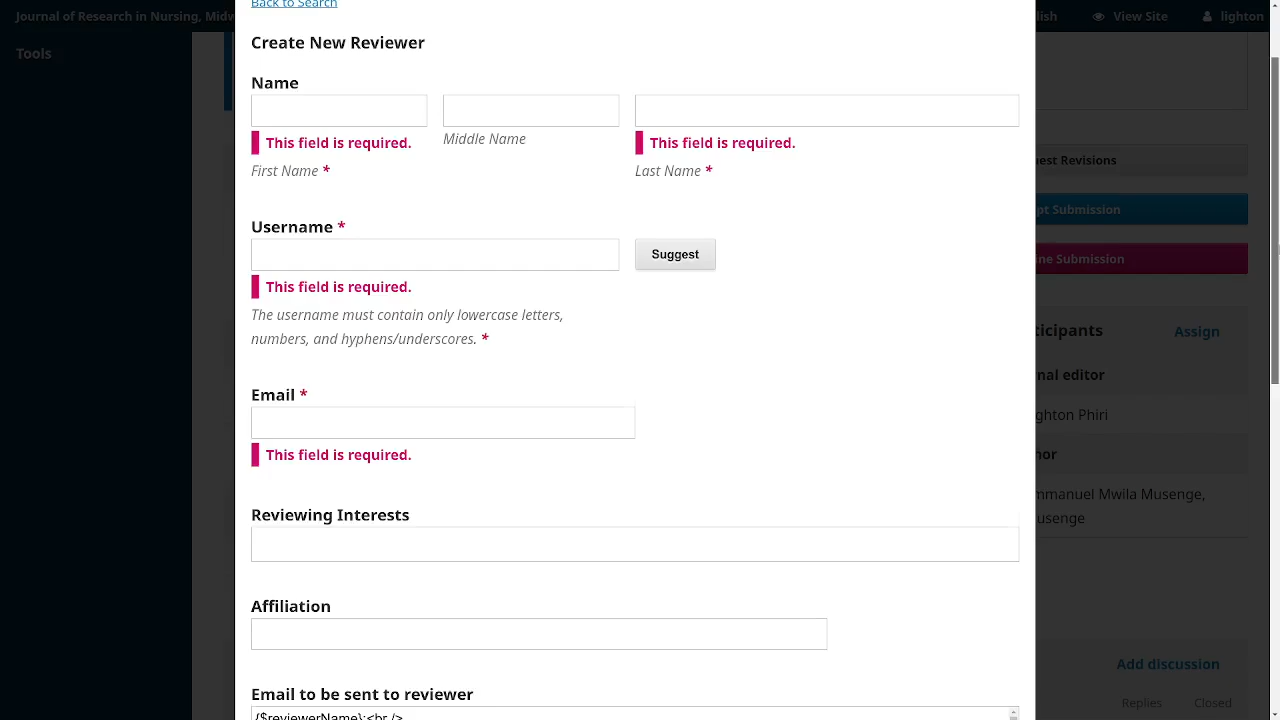 Back to Search
Journal of Research in Nursing, Midw
lish
View Site
lighton
Tools
Create New Reviewer
Name
This field is required.
Middle Name
This field is required.
First Name *
Last Name *
uest Revisions
pt Submission
ine Submission
Username *
Suggest
This field is required.
The username must contain only lowercase letters,
numbers, and hyphens/underscores. *
ticipants
Assign
nal editor
Email *
ghton Phiri
This field is required.
hor
mmanuel Mwila Musenge,
usenge
Reviewing Interests
Affiliation
Add discussion
Email to be sent to reviewer
Replies
Closed
{$reviewerName}:<br />